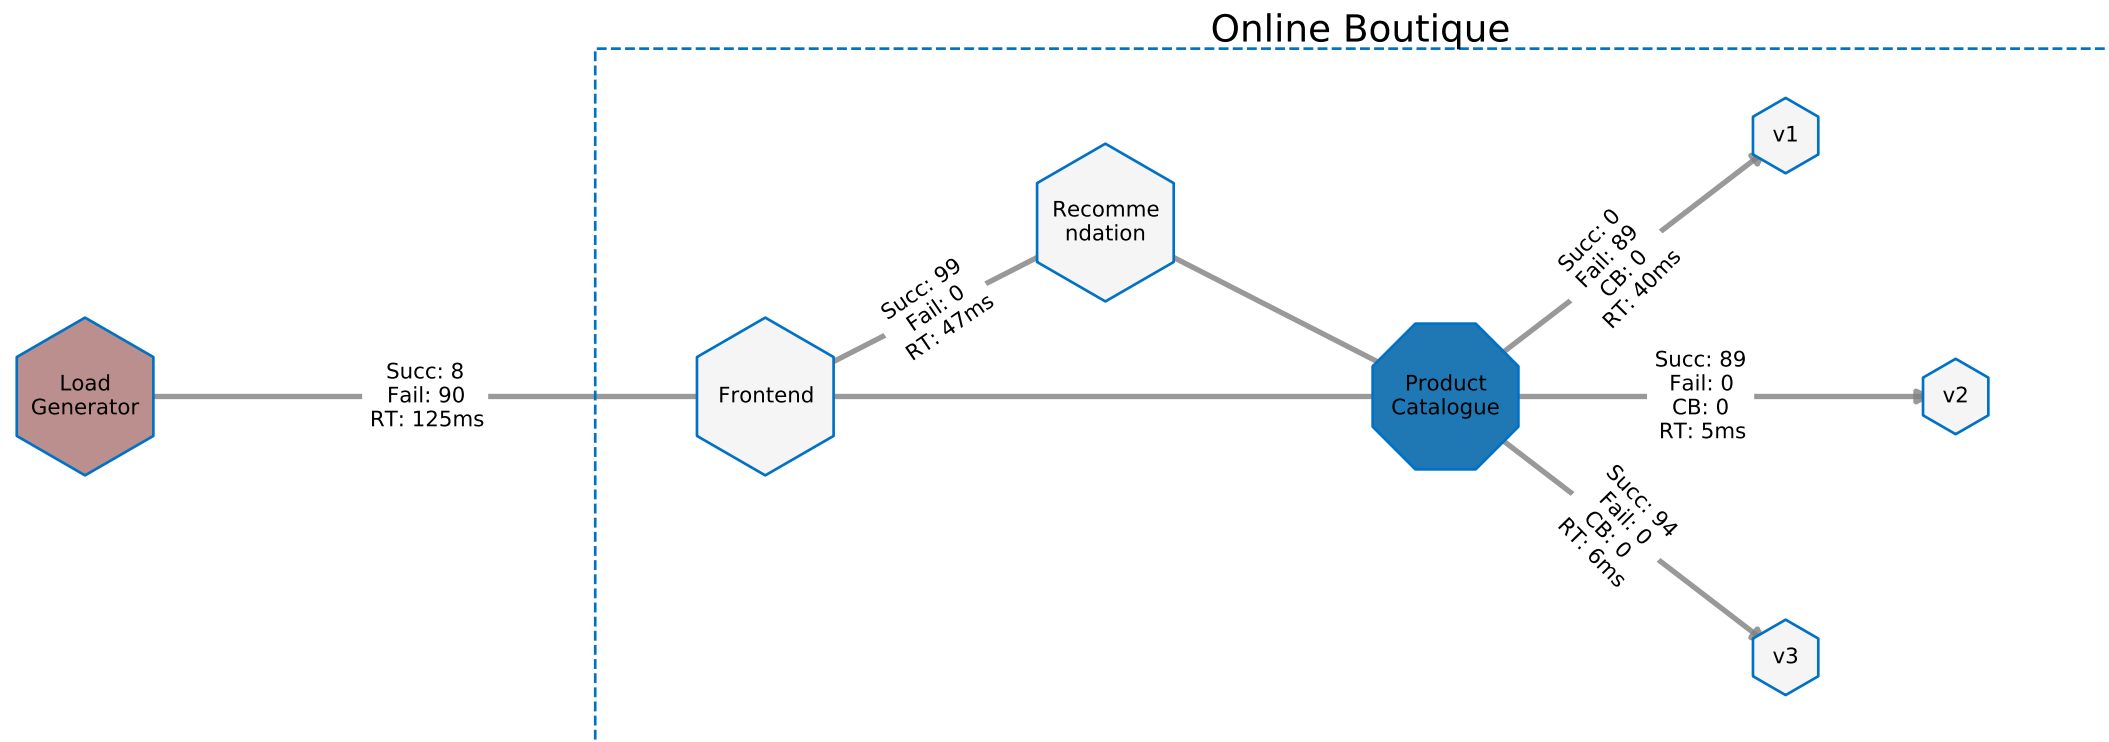 Online Boutique
Load
Generator
Succ: 8
Fail: 90
RT: 125ms
Frontend
Succ: 99
Fail: 0
RT: 47ms
Recomme
ndation
Product
Catalogue
Succ: 0
Fail: 89
CB: 0
RT: 40ms
v1
Succ: 89
Fail: 0
CB: 0
RT: 5ms
v2
Succ: 94
Fail: 0
CB: 0
RT: 6ms
v3